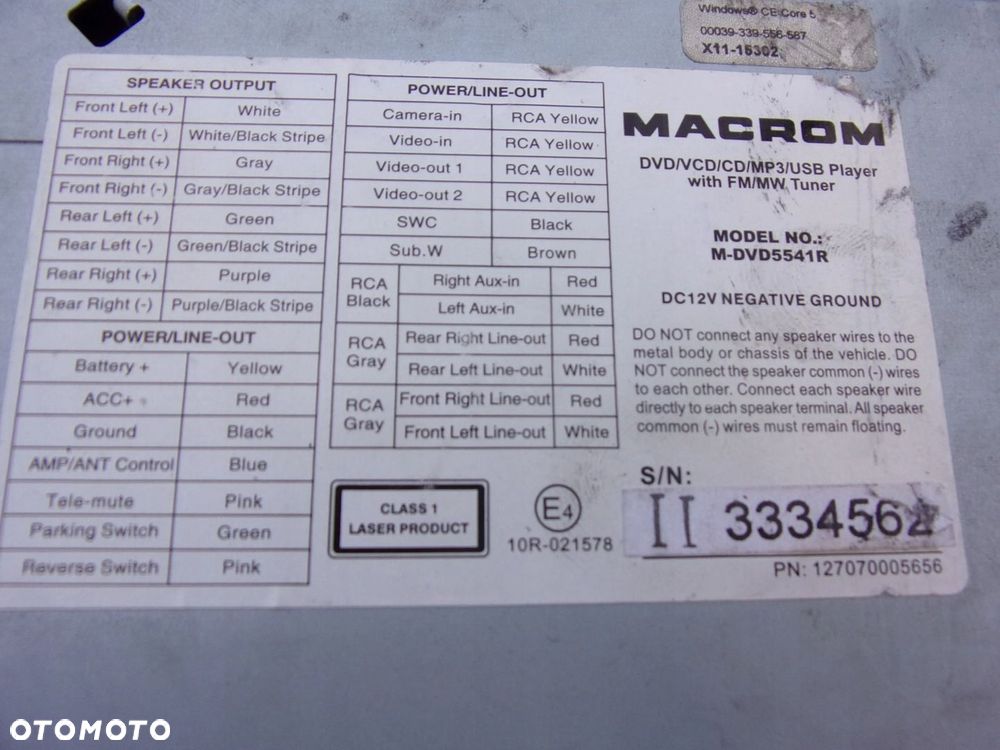 Windows® CE Core 5
00039-339-556-567
X11-15302
SPEAKER OUTPUT
Front Left (+) White
Front Left (-) White/Black Stripe
Front Right (+) Gray
Front Right (-) Gray/Black Stripe
Rear Left (+) Green
Rear Left (-) Green/Black Stripe
Rear Right (+) Purple
Rear Right (-) Purple/Black Stripe
POWER/LINE-OUT
Battery + Yellow
ACC+ Red
Ground Black
AMP/ANT Control Blue
Tele-mute Pink
Parking Switch Green
Reverse Switch Pink
POWER/LINE-OUT
Camera-in RCA Yellow
Video-in RCA Yellow
Video-out 1 RCA Yellow
Video-out 2 RCA Yellow
SWC Black
Sub.W Brown
RCA Black Right Aux-in Red
Left Aux-in White
RCA Gray Rear Right Line-out Red
Rear Left Line-out White
RCA Gray Front Right Line-out Red
Front Left Line-out White
CLASS 1
LASER PRODUCT
E4
10R-021578
MACROM
DVD/VCD/CD/MP3/USB Player
with FM/MW Tuner
MODEL NO.:
M-DVD5541R
DC12V NEGATIVE GROUND
DO NOT connect any speaker wires to the
metal body or chassis of the vehicle. DO
NOT connect the speaker common (-) wires
to each other. Connect each speaker wire
directly to each speaker terminal. All speaker
common (-) wires must remain floating.
S/N:
II 3334562
PN: 127070005656
OTOMOTO